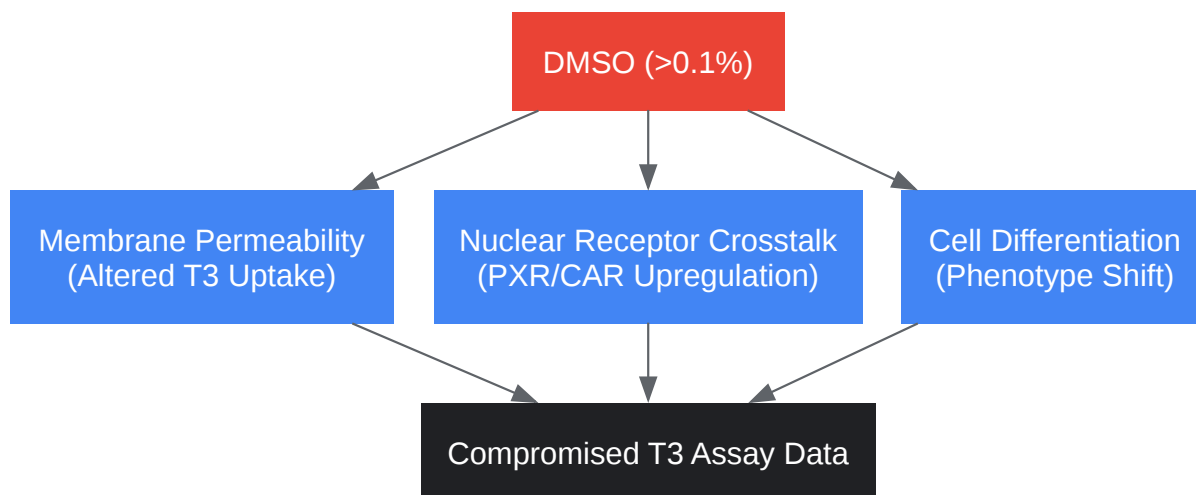 DMSO (>0.1%)
Membrane Permeability
(Altered T3 Uptake)
Nuclear Receptor Crosstalk
(PXR/CAR Upregulation)
Cell Differentiation
(Phenotype Shift)
Compromised T3 Assay Data